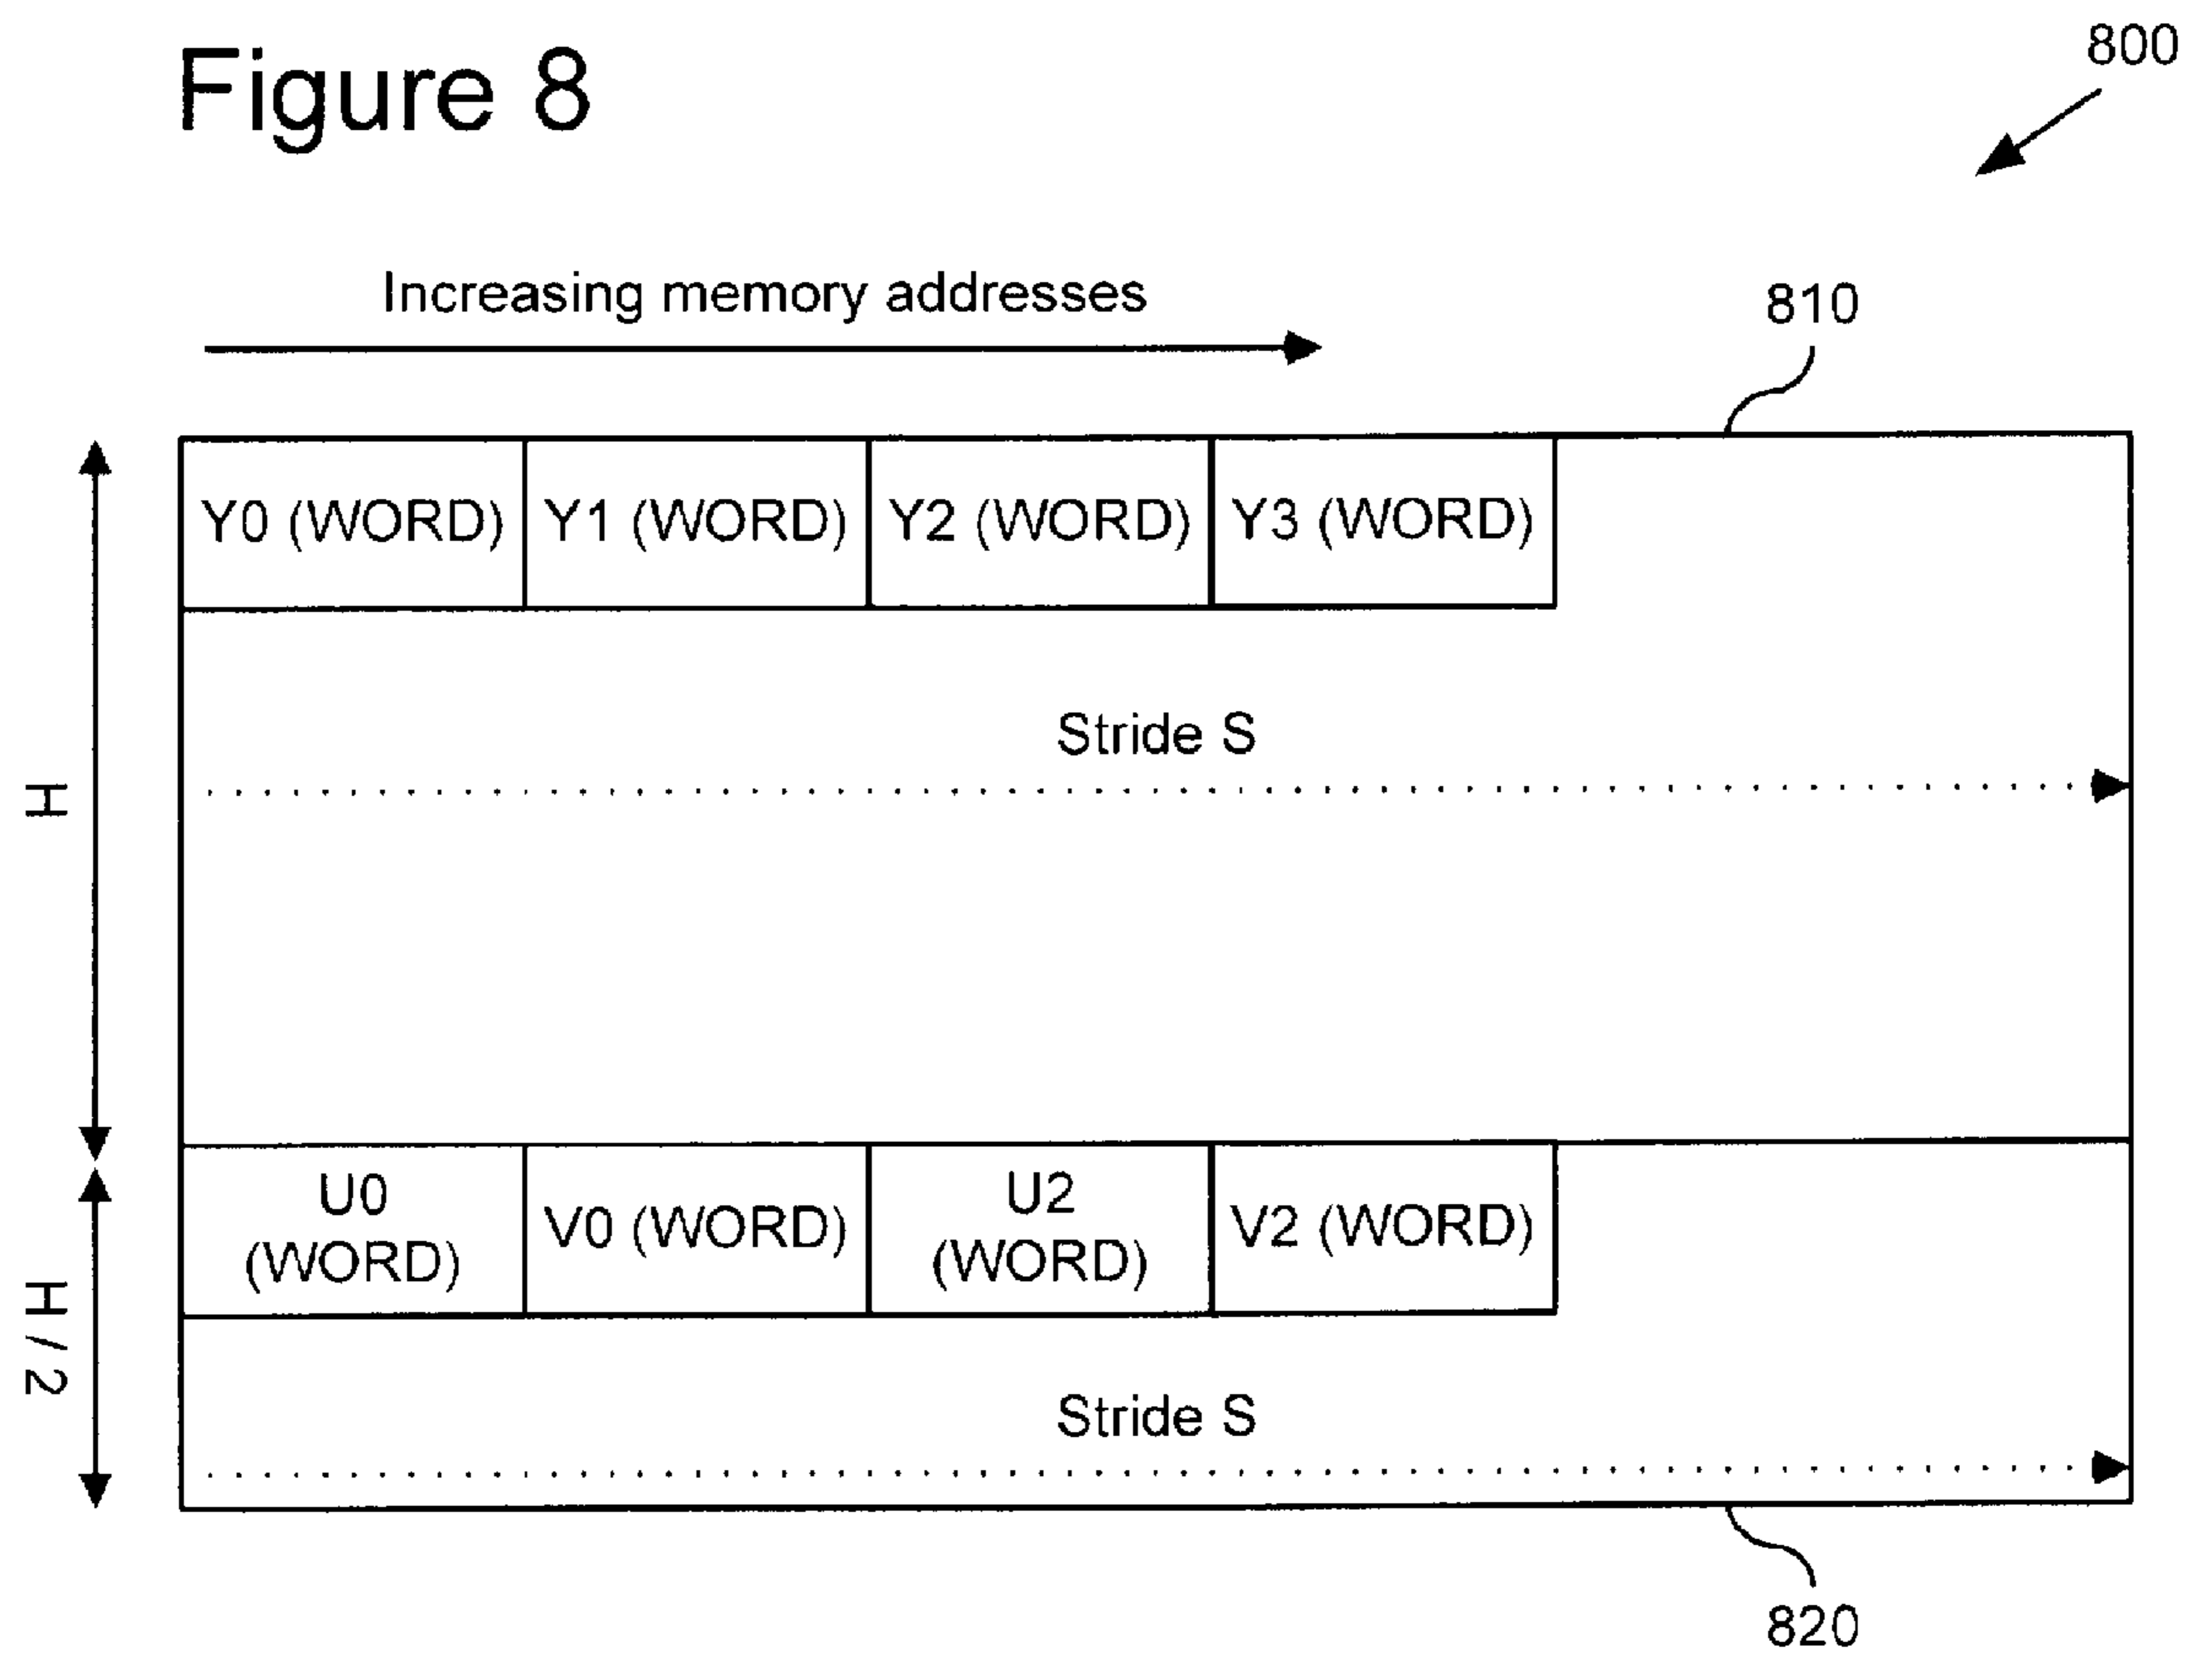 Figure 8
800
Increasing memory addresses
810
Y0 (WORD) Y1 (WORD) Y2 (WORD) Y3 (WORD)
Stride S
H
U0 (WORD) V0 (WORD) U2 (WORD) V2 (WORD)
H / 2
Stride S
820